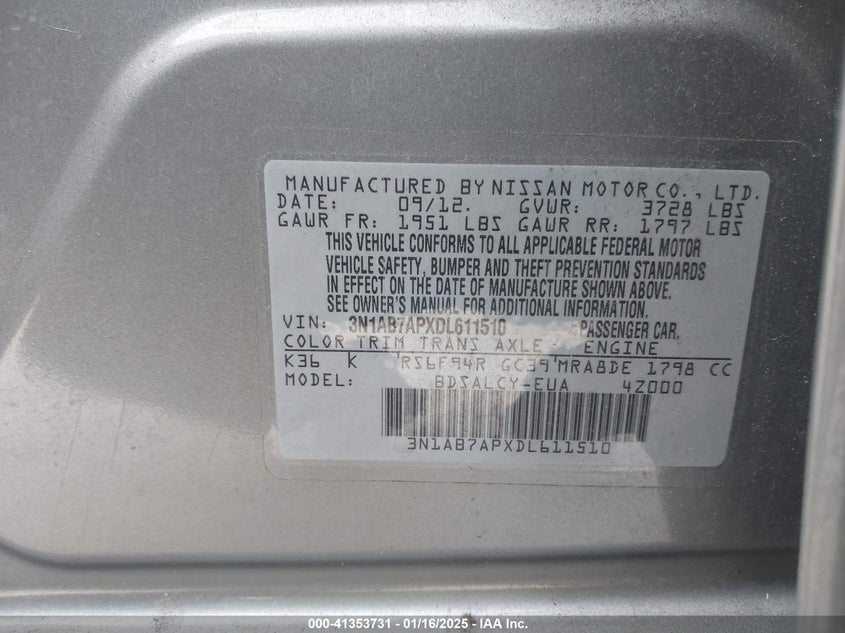 MANUFACTURED BY NISSAN MOTOR CO., LTD.
DATE: 09/12. GVWR: 3728 LBS
GAWR FR: 1951 LBS GAWR RR: 1797 LBS
THIS VEHICLE CONFORMS TO ALL APPLICABLE FEDERAL MOTOR
VEHICLE SAFETY, BUMPER AND THEFT PREVENTION STANDARDS
IN EFFECT ON THE DATE OF MANUFACTURE SHOWN ABOVE.
SEE OWNER'S MANUAL FOR ADDITIONAL INFORMATION.
VIN: 3N1AB7APXDL611510 PASSENGER CAR.
COLOR TRIM TRANS AXLE ENGINE
K36 K RS6F94R GC39 MRA8DE 1798 CC
MODEL: BDSALCY-EUA 4Z000
3N1AB7APXDL611510
000-41353731 - 01/16/2025 - IAA Inc.